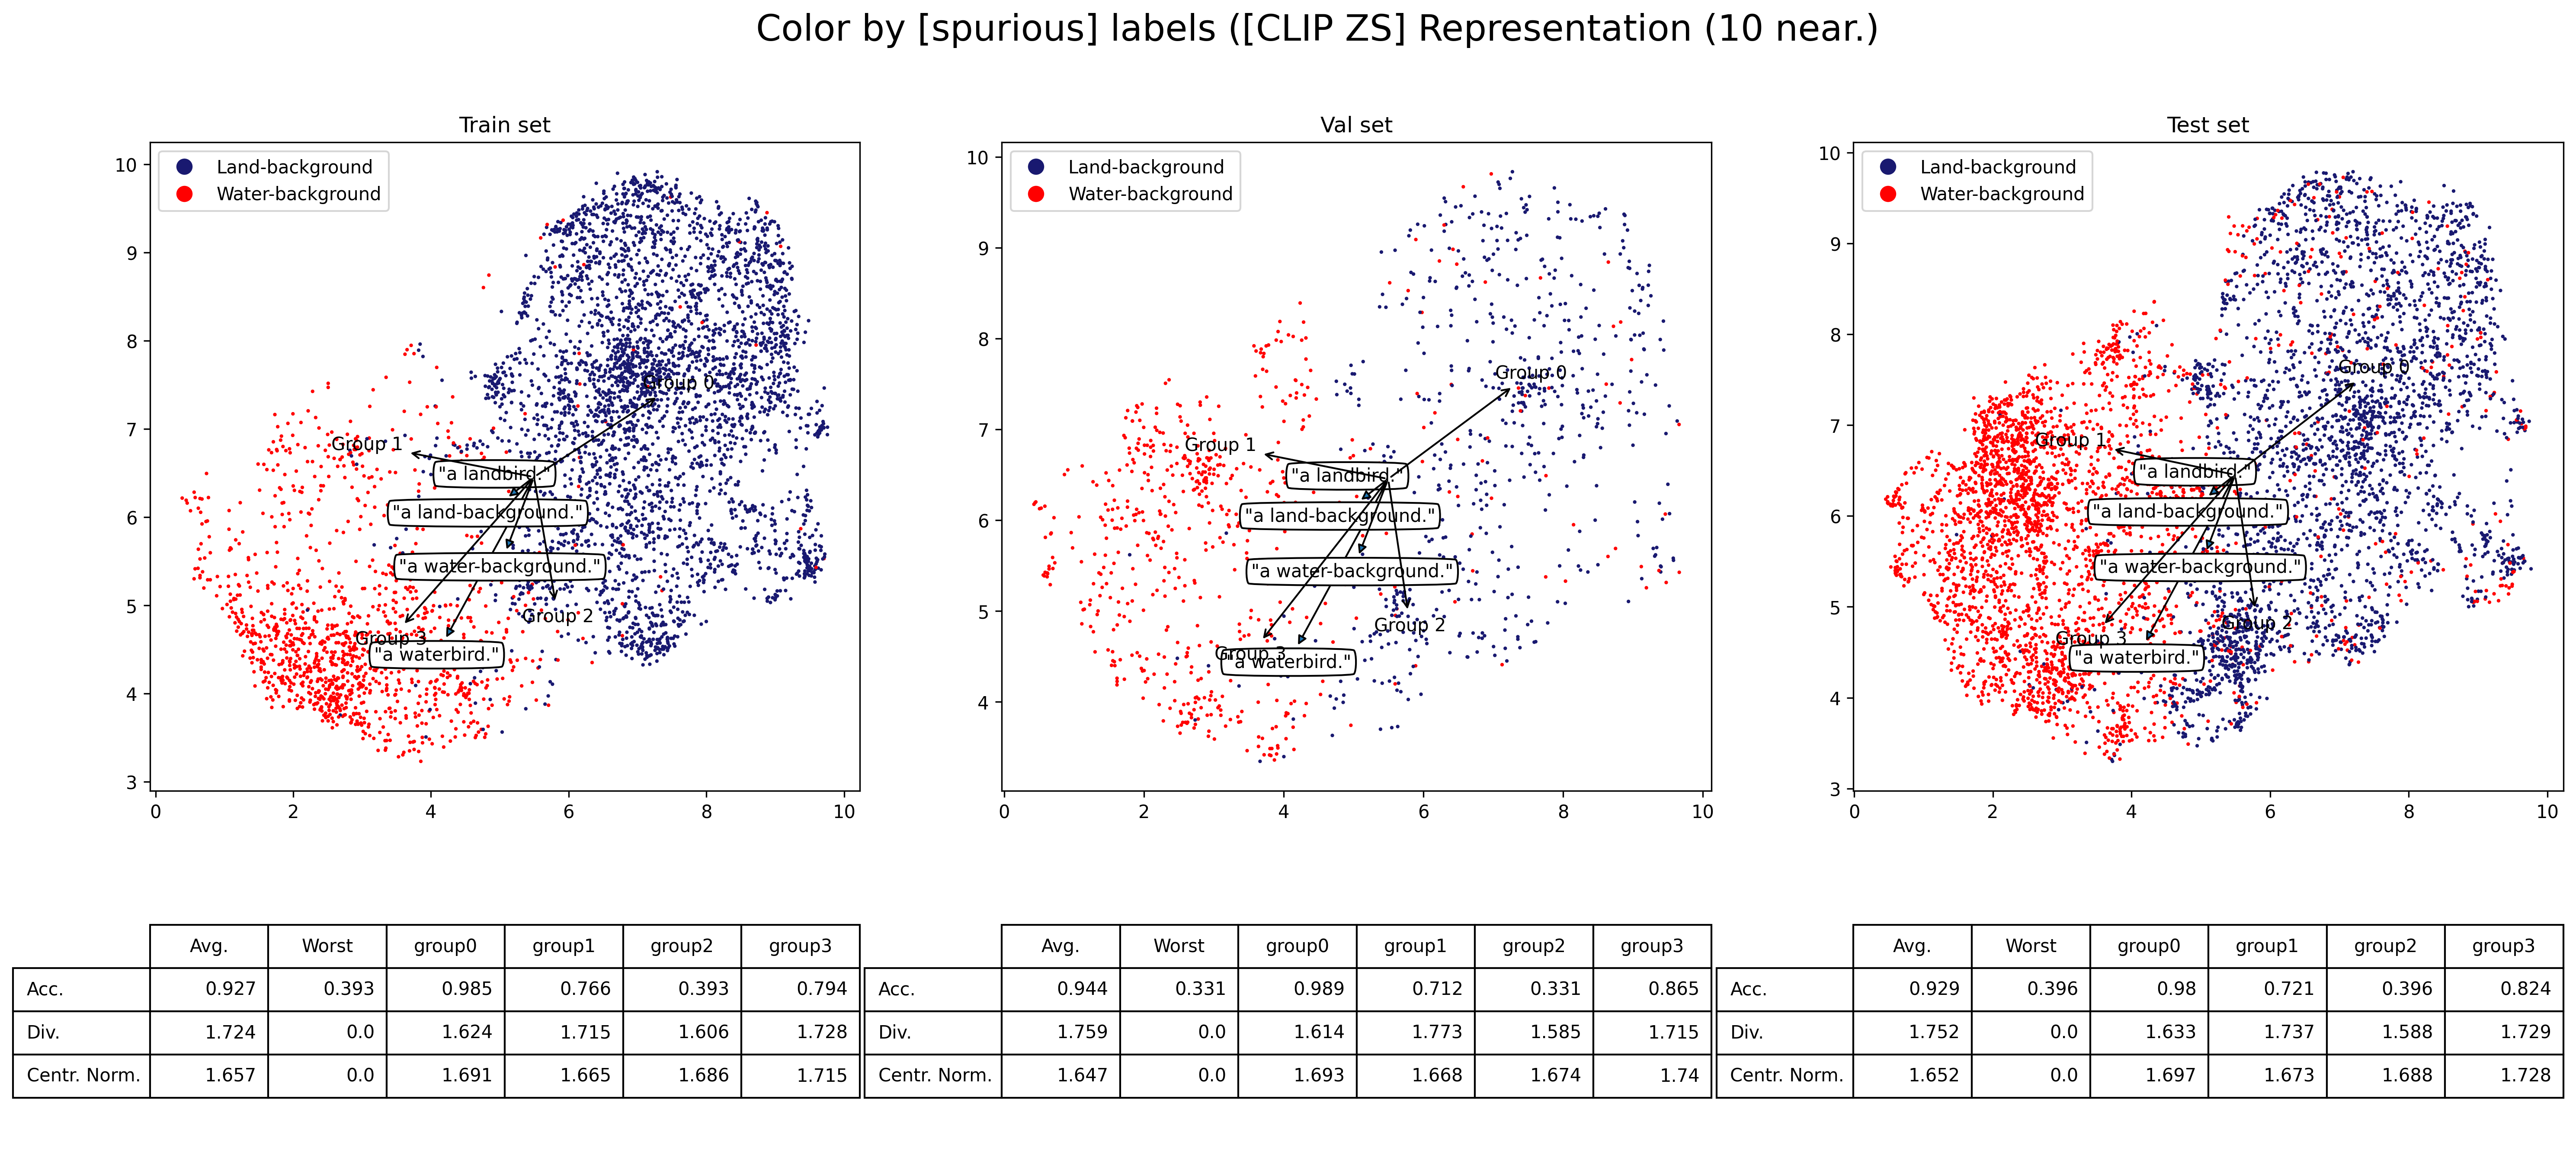 Color by [spurious] labels ([CLIP ZS] Representation (10 near.)
Train set
Land-background
Water-background
10
9
8
7
6
5
4
3
0
2
4
6
8
10
Group 0
Group 1
"a landbird."
"a land-background."
"a water-background."
Group 2
Group 3
"a waterbird."
Val set
Land-background
Water-background
10
9
8
7
6
5
4
0
2
4
6
8
10
Group 0
Group 1
"a landbird."
"a land-background."
"a water-background."
Group 2
Group 3
"a waterbird."
Test set
Land-background
Water-background
10
9
8
7
6
5
4
3
0
2
4
6
8
10
Group 0
Group 1
"a landbird."
"a land-background."
"a water-background."
Group 2
Group 3
"a waterbird."
Avg. Worst group0 group1 group2 group3
Acc. 0.927 0.393 0.985 0.766 0.393 0.794
Div. 1.724 0.0 1.624 1.715 1.606 1.728
Centr. Norm. 1.657 0.0 1.691 1.665 1.686 1.715
Avg. Worst group0 group1 group2 group3
Acc. 0.944 0.331 0.989 0.712 0.331 0.865
Div. 1.759 0.0 1.614 1.773 1.585 1.715
Centr. Norm. 1.647 0.0 1.693 1.668 1.674 1.74
Avg. Worst group0 group1 group2 group3
Acc. 0.929 0.396 0.98 0.721 0.396 0.824
Div. 1.752 0.0 1.633 1.737 1.588 1.729
Centr. Norm. 1.652 0.0 1.697 1.673 1.688 1.728